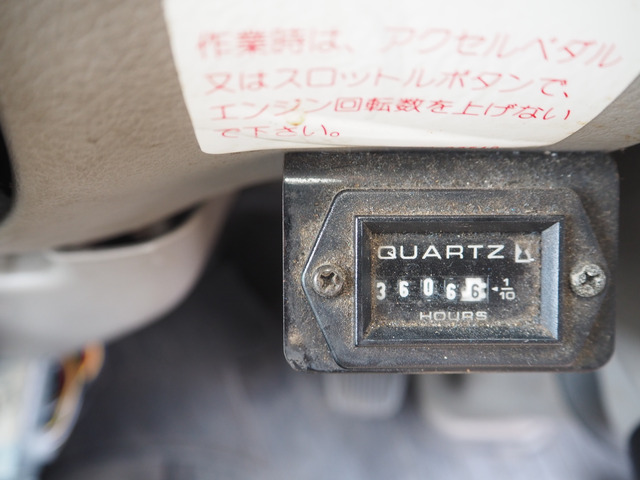 作業時は、アクセルペダル
又はスロットルボタンで、
エンジン回転数を上げない
で下さい。
QUARTZ
36066 1/10
HOURS